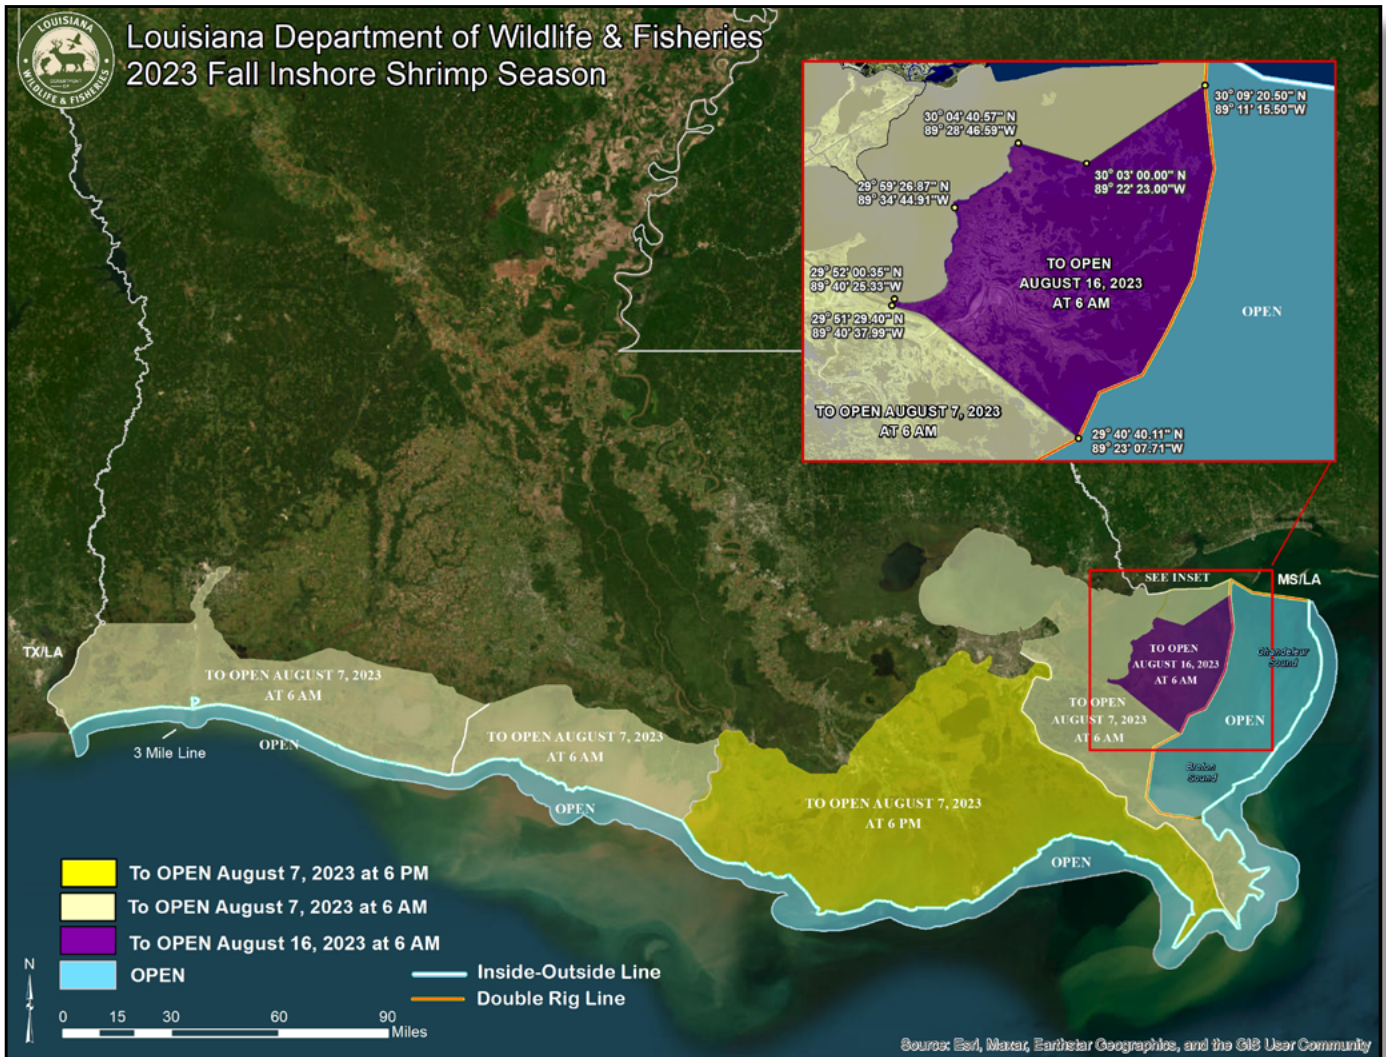 LOUISIANA
DEPARTMENT
OF
WILDLIFE & FISHERIES
Louisiana Department of Wildlife & Fisheries
2023 Fall Inshore Shrimp Season
30° 09' 20.50" N
89° 11' 15.50"W
30° 04' 40.57" N
89° 28' 46.59"W
30° 03' 00.00" N
89° 22' 23.00"W
29° 59' 26.87" N
89° 34' 44.91"W
29° 52' 00.35" N
89° 40' 25.33"W
29° 51' 29.40" N
89° 40' 37.99"W
TO OPEN
AUGUST 16, 2023
AT 6 AM
OPEN
TO OPEN AUGUST 7, 2023
AT 6 AM
29° 40' 40.11" N
89° 23' 07.71"W
SEE INSET
MS/LA
TX/LA
TO OPEN AUGUST 7, 2023
AT 6 AM
3 Mile Line
OPEN
TO OPEN AUGUST 7, 2023
AT 6 AM
OPEN
TO OPEN AUGUST 7, 2023
AT 6 PM
OPEN
TO OPEN
AUGUST 7, 2023
AT 6 AM
TO OPEN
AUGUST 16, 2023
AT 6 AM
Chandeleur
Sound
OPEN
Breton
Sound
To OPEN August 7, 2023 at 6 PM
To OPEN August 7, 2023 at 6 AM
To OPEN August 16, 2023 at 6 AM
OPEN
Inside-Outside Line
Double Rig Line
N
0 15 30 60 90
Miles
Source: Esri, Maxar, Earthstar Geographics, and the GIS User Community